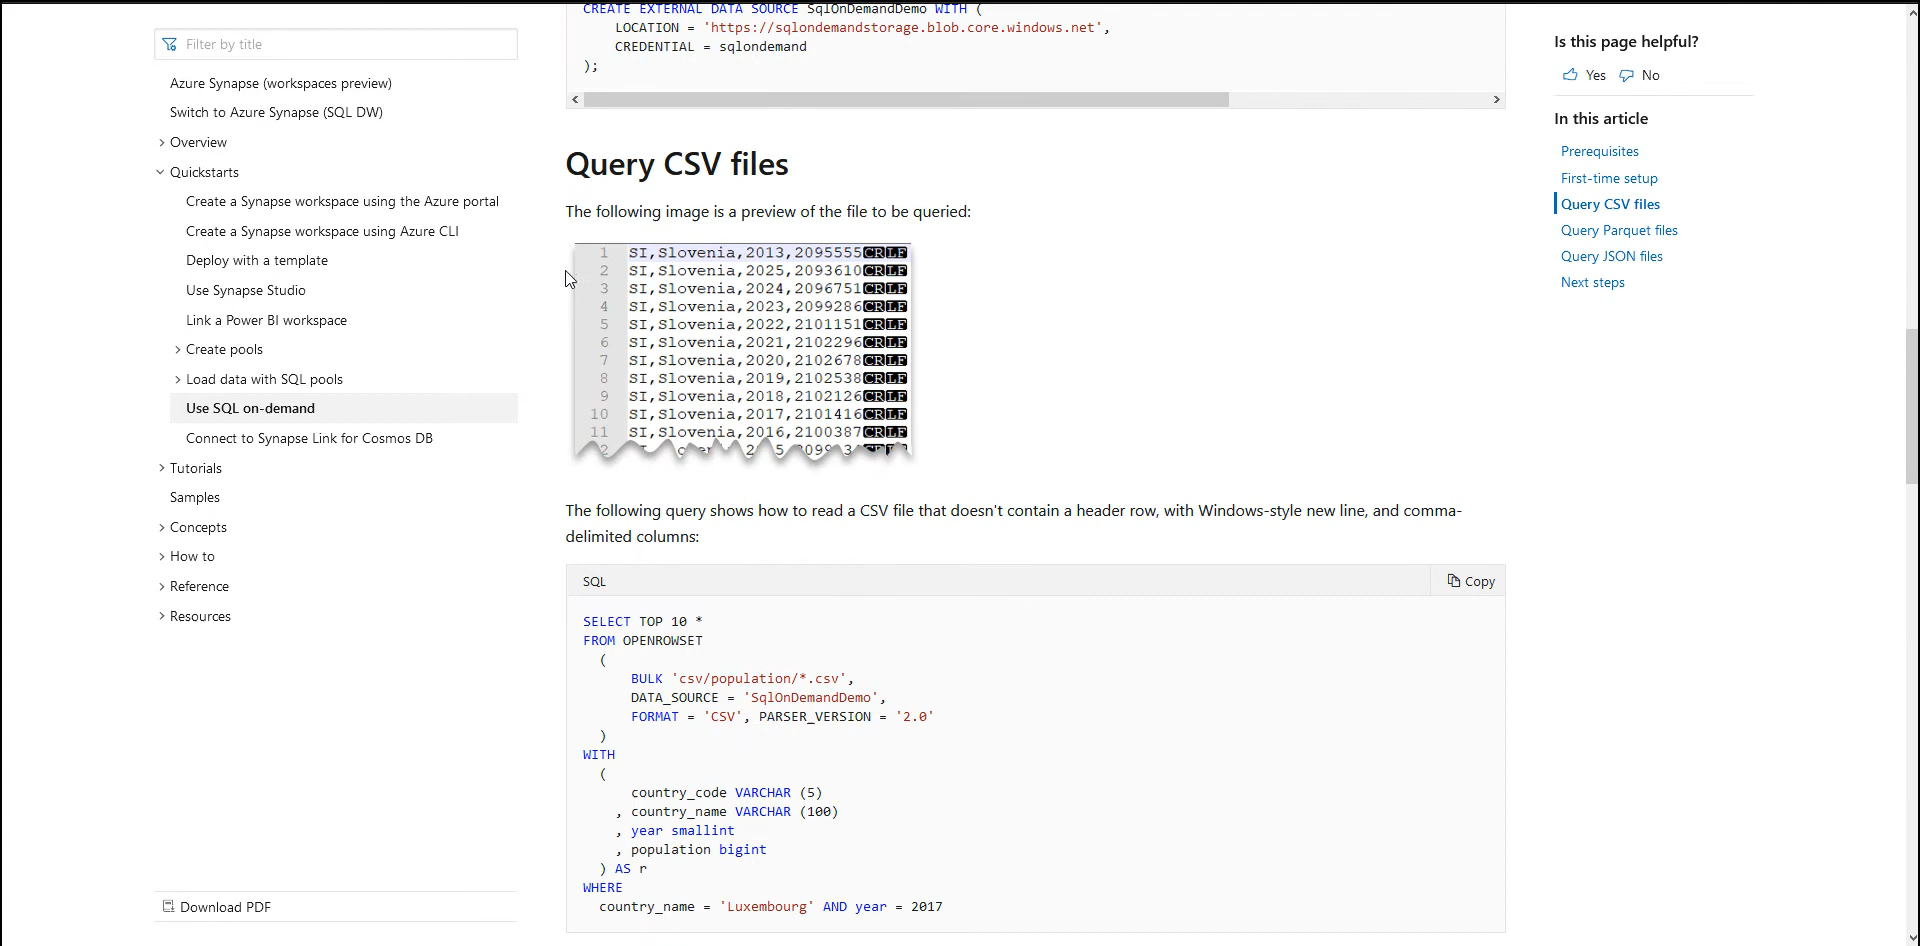 Filter by title
Azure Synapse (workspaces preview)
Switch to Azure Synapse (SQL DW)
Overview
Quickstarts
Create a Synapse workspace using the Azure portal
Create a Synapse workspace using Azure CLI
Deploy with a template
Use Synapse Studio
Link a Power BI workspace
Create pools
Load data with SQL pools
Use SQL on-demand
Connect to Synapse Link for Cosmos DB
Tutorials
Samples
Concepts
How to
Reference
Resources
Download PDF
CREATE EXTERNAL DATA SOURCE SqlOnDemandDemo WITH (
LOCATION = 'https://sqlondemandstorage.blob.core.windows.net',
CREDENTIAL = sqlondemand
);
Query CSV files
The following image is a preview of the file to be queried:
1 SI,Slovenia,2013,2095555CRLF
2 SI,Slovenia,2025,2093610CRLF
3 SI,Slovenia,2024,2096751CRLF
4 SI,Slovenia,2023,2099286CRLF
5 SI,Slovenia,2022,2101151CRLF
6 SI,Slovenia,2021,2102296CRLF
7 SI,Slovenia,2020,2102678CRLF
8 SI,Slovenia,2019,2102538CRLF
9 SI,Slovenia,2018,2102126CRLF
10 SI,Slovenia,2017,2101416CRLF
11 SI,Slovenia,2016,2100387CRLF
The following query shows how to read a CSV file that doesn't contain a header row, with Windows-style new line, and comma-
delimited columns:
SQL
Copy
SELECT TOP 10 *
FROM OPENROWSET
(
BULK 'csv/population/*.csv',
DATA_SOURCE = 'SqlOnDemandDemo',
FORMAT = 'CSV', PARSER_VERSION = '2.0'
)
WITH
(
country_code VARCHAR (5)
, country_name VARCHAR (100)
, year smallint
, population bigint
) AS r
WHERE
country_name = 'Luxembourg' AND year = 2017
Is this page helpful?
Yes No
In this article
Prerequisites
First-time setup
Query CSV files
Query Parquet files
Query JSON files
Next steps